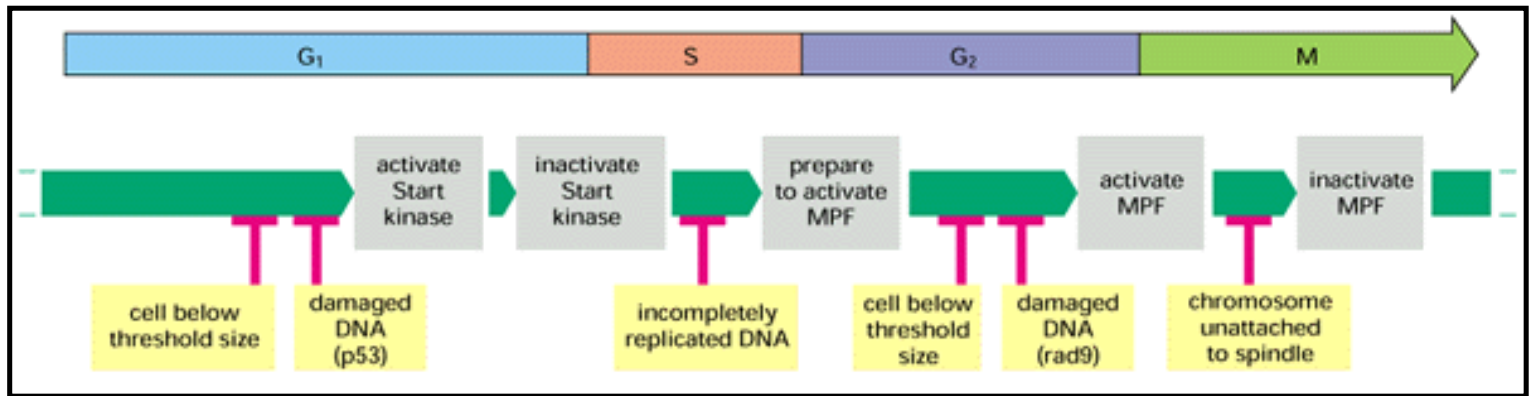 G₁
S
G₂
M
activate
Start
kinase
inactivate
Start
kinase
prepare
to activate
MPF
activate
MPF
inactivate
MPF
cell below
threshold size
damaged
DNA
(p53)
incompletely
replicated DNA
cell below
threshold
size
damaged
DNA
(rad9)
chromosome
unattached
to spindle